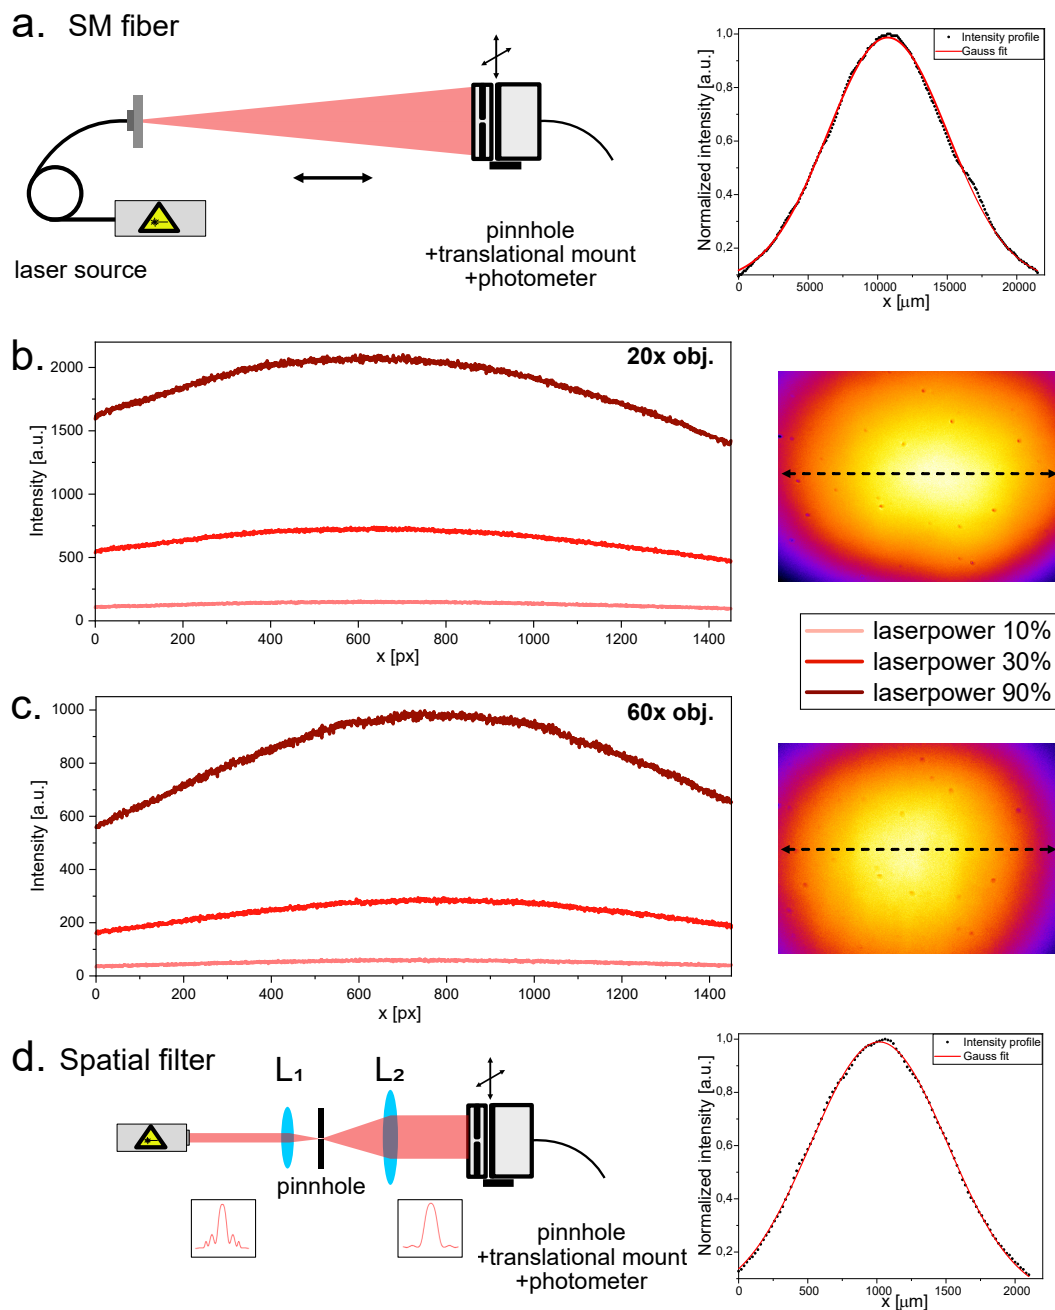 a. SM fiber
laser source
pinnhole
+translational mount
+photometer
Normalized intensity [a.u.]
1,0
0,8
0,6
0,4
0,2
0
5000
10000
15000
20000
x [μm]
Intensity profile
Gauss fit
b.
20x obj.
Intensity [a.u.]
2000
1500
1000
500
0
0
200
400
600
800
1000
1200
1400
x [px]
laserpower 10%
laserpower 30%
laserpower 90%
c.
60x obj.
Intensity [a.u.]
1000
800
600
400
200
0
0
200
400
600
800
1000
1200
1400
x [px]
d. Spatial filter
L₁
L₂
pinnhole
pinnhole
+translational mount
+photometer
Normalized intensity [a.u.]
1,0
0,8
0,6
0,4
0,2
0
500
1000
1500
2000
x [μm]
Intensity profile
Gauss fit